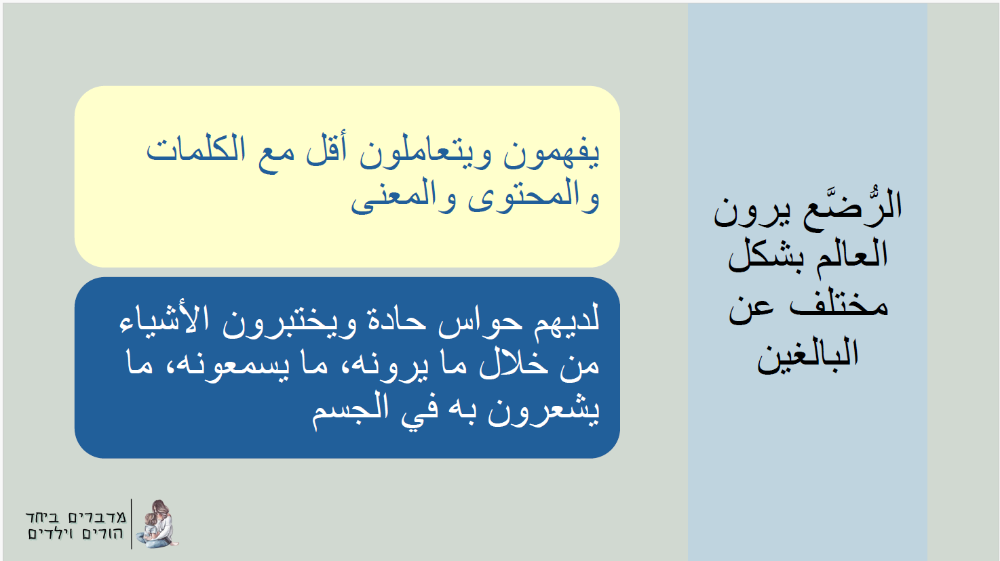 الرُّضَّع يرون
العالم بشكل
مختلف عن
البالغين
يفهمون ويتعاملون أقل مع الكلمات
والمحتوى والمعنى
لديهم حواس حادة ويختبرون الأشياء
من خلال ما يرونه، ما يسمعونه، ما
يشعرون به في الجسم
מדברים ביחד
הורים וילדים